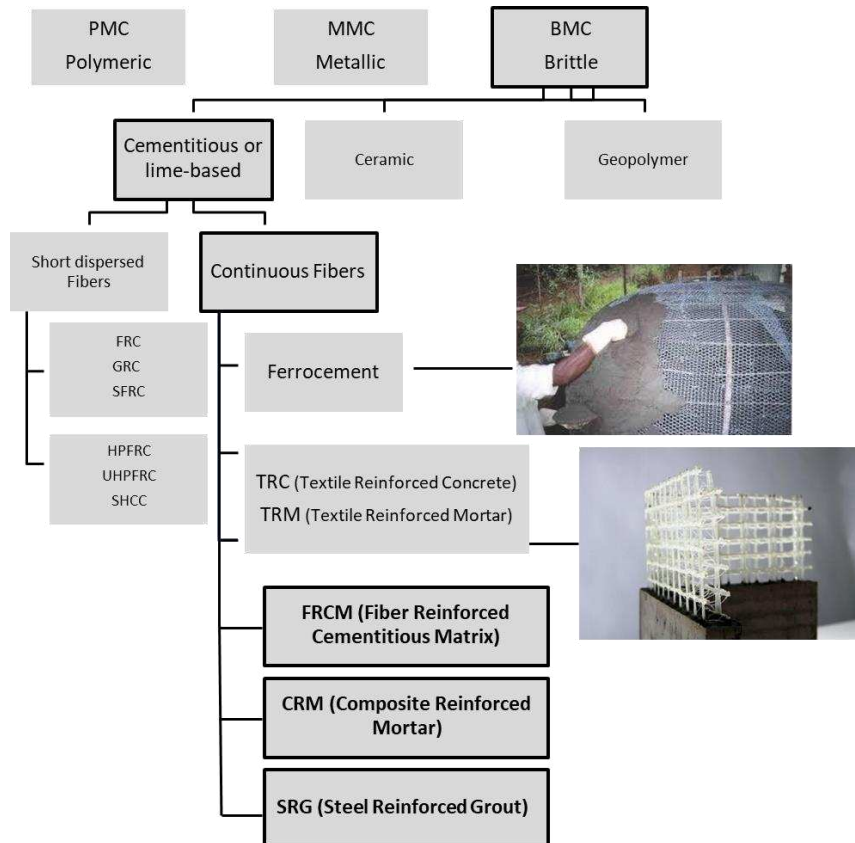 PMC
Polymeric
MMC
Metallic
BMC
Brittle
Cementitious or
lime-based
Ceramic
Geopolymer
Short dispersed
Fibers
Continuous Fibers
FRC
GRC
SFRC
Ferrocement
HPFRC
UHPFRC
SHCC
TRC (Textile Reinforced Concrete)
TRM (Textile Reinforced Mortar)
FRCM (Fiber Reinforced
Cementitious Matrix)
CRM (Composite Reinforced
Mortar)
SRG (Steel Reinforced Grout)